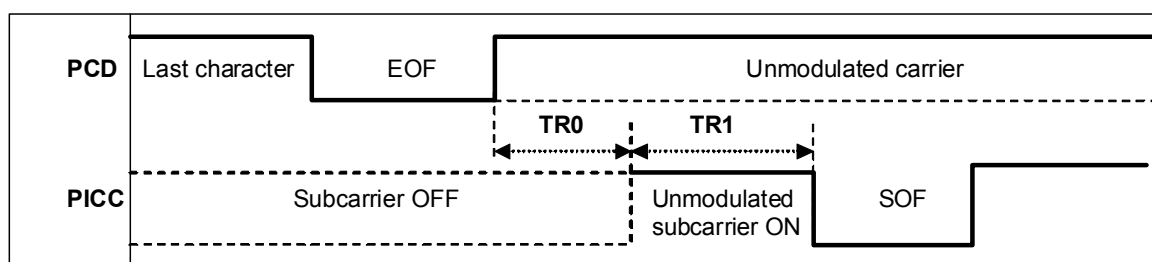 PCD Last character EOF Unmodulated carrier
TR0 TR1
PICC Subcarrier OFF Unmodulated subcarrier ON SOF